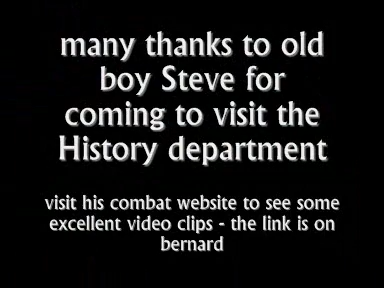 many thanks to old
boy Steve for
coming to visit the
History department
visit his combat website to see some
excellent video clips - the link is on
bernard